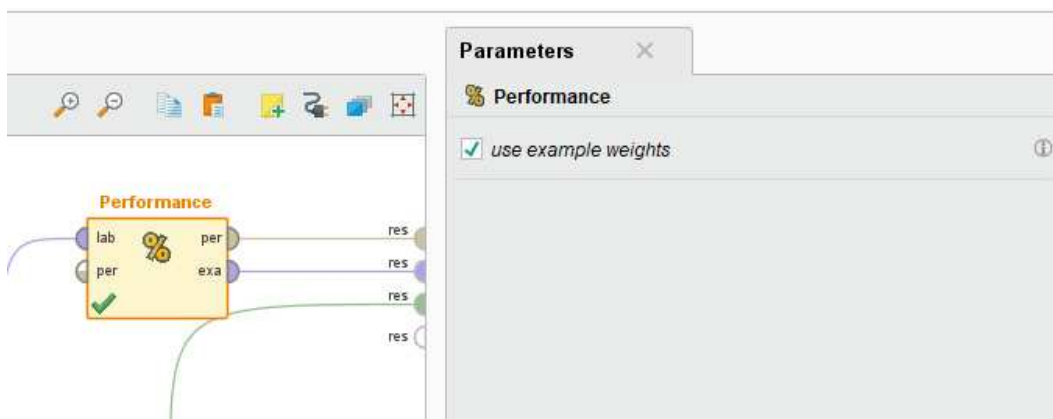 Parameters
Performance
use example weights
Performance
lab
per
res
per
exa
res
res
res